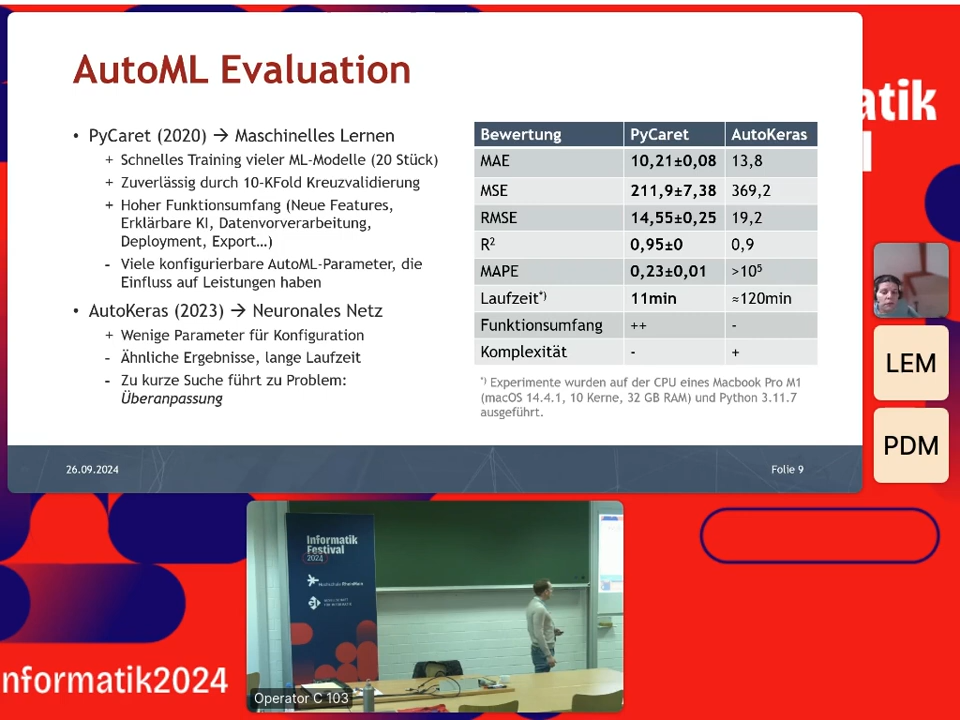 AutoML Evaluation
• PyCaret (2020) → Maschinelles Lernen
+ Schnelles Training vieler ML-Modelle (20 Stück)
+ Zuverlässig durch 10-KFold Kreuzvalidierung
+ Hoher Funktionsumfang (Neue Features,
Erklärbare KI, Datenvorverarbeitung,
Deployment, Export…)
- Viele konfigurierbare AutoML-Parameter, die
Einfluss auf Leistungen haben
• AutoKeras (2023) → Neuronales Netz
+ Wenige Parameter für Konfiguration
- Ähnliche Ergebnisse, lange Laufzeit
- Zu kurze Suche führt zu Problem:
Überanpassung
Bewertung PyCaret AutoKeras
MAE 10,21±0,08 13,8
MSE 211,9±7,38 369,2
RMSE 14,55±0,25 19,2
R² 0,95±0 0,9
MAPE 0,23±0,01 >10⁵
Laufzeit*) 11min ≈120min
Funktionsumfang ++ -
Komplexität - +
*) Experimente wurden auf der CPU eines Macbook Pro M1
(macOS 14.4.1, 10 Kerne, 32 GB RAM) und Python 3.11.7
ausgeführt.
26.09.2024
Folie 9
atik
LEM
PDM
Informatik
Festival
2024
Hochschule RheinMain
Operator C 103
nformatik2024